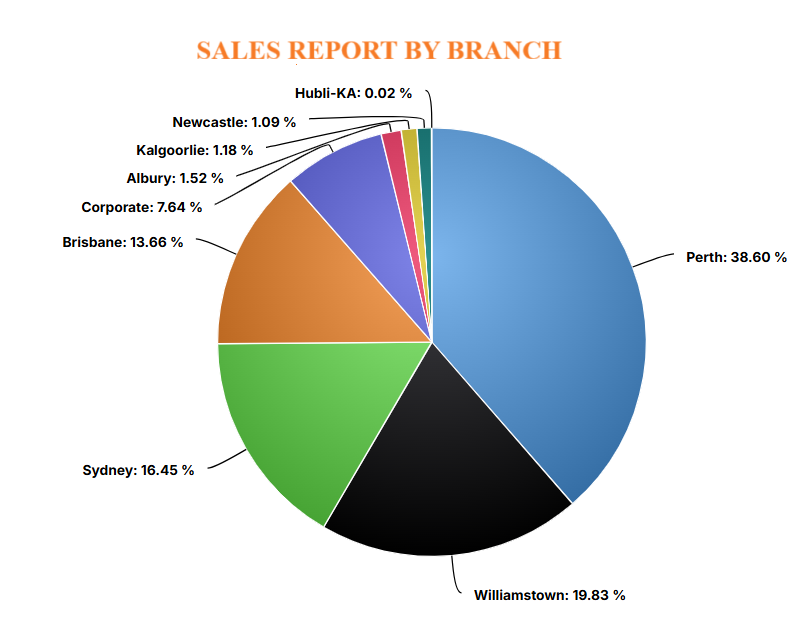 SALES REPORT BY BRANCH
Hubli-KA: 0.02 %
Newcastle: 1.09 %
Kalgoorlie: 1.18 %
Albury: 1.52 %
Corporate: 7.64 %
Brisbane: 13.66 %
Perth: 38.60 %
Sydney: 16.45 %
Williamstown: 19.83 %